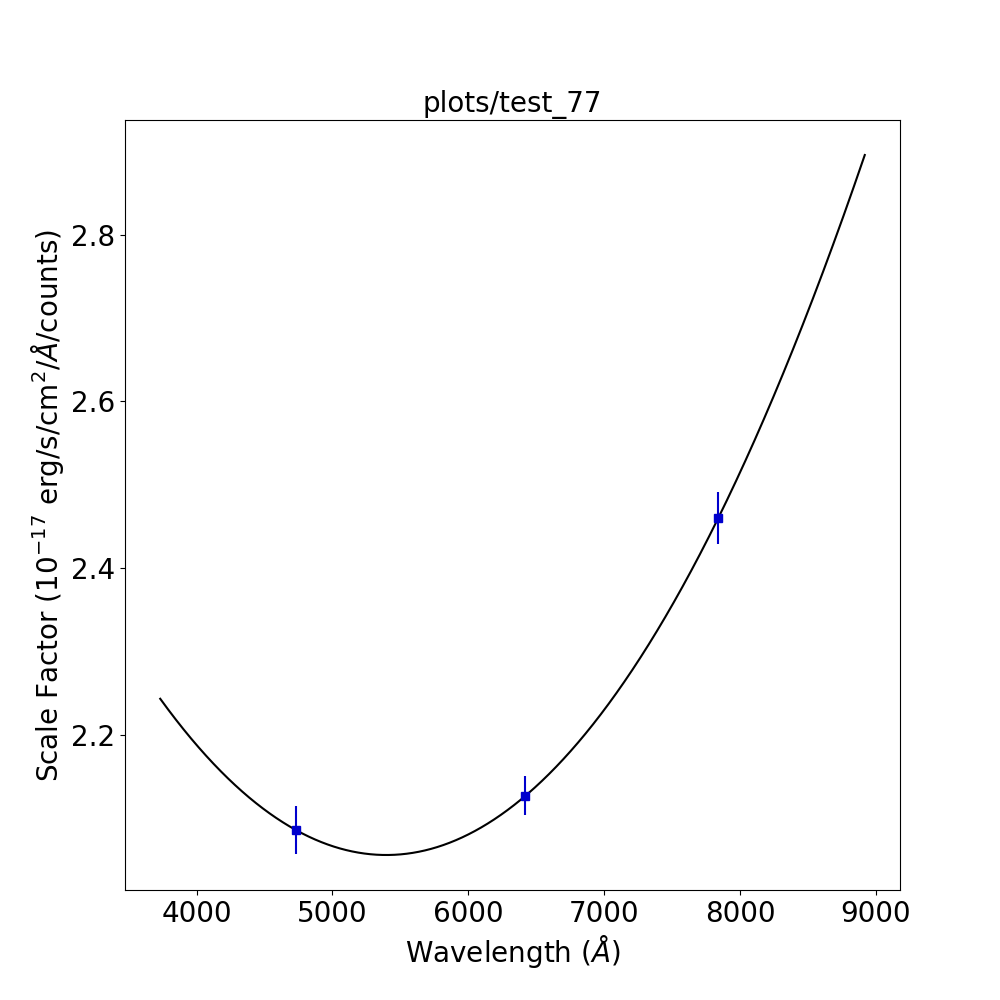 plots/test_77
Scale Factor (10⁻¹⁷ erg/s/cm²/Å/counts)
2.8
2.6
2.4
2.2
4000 5000 6000 7000 8000 9000
Wavelength (Å)